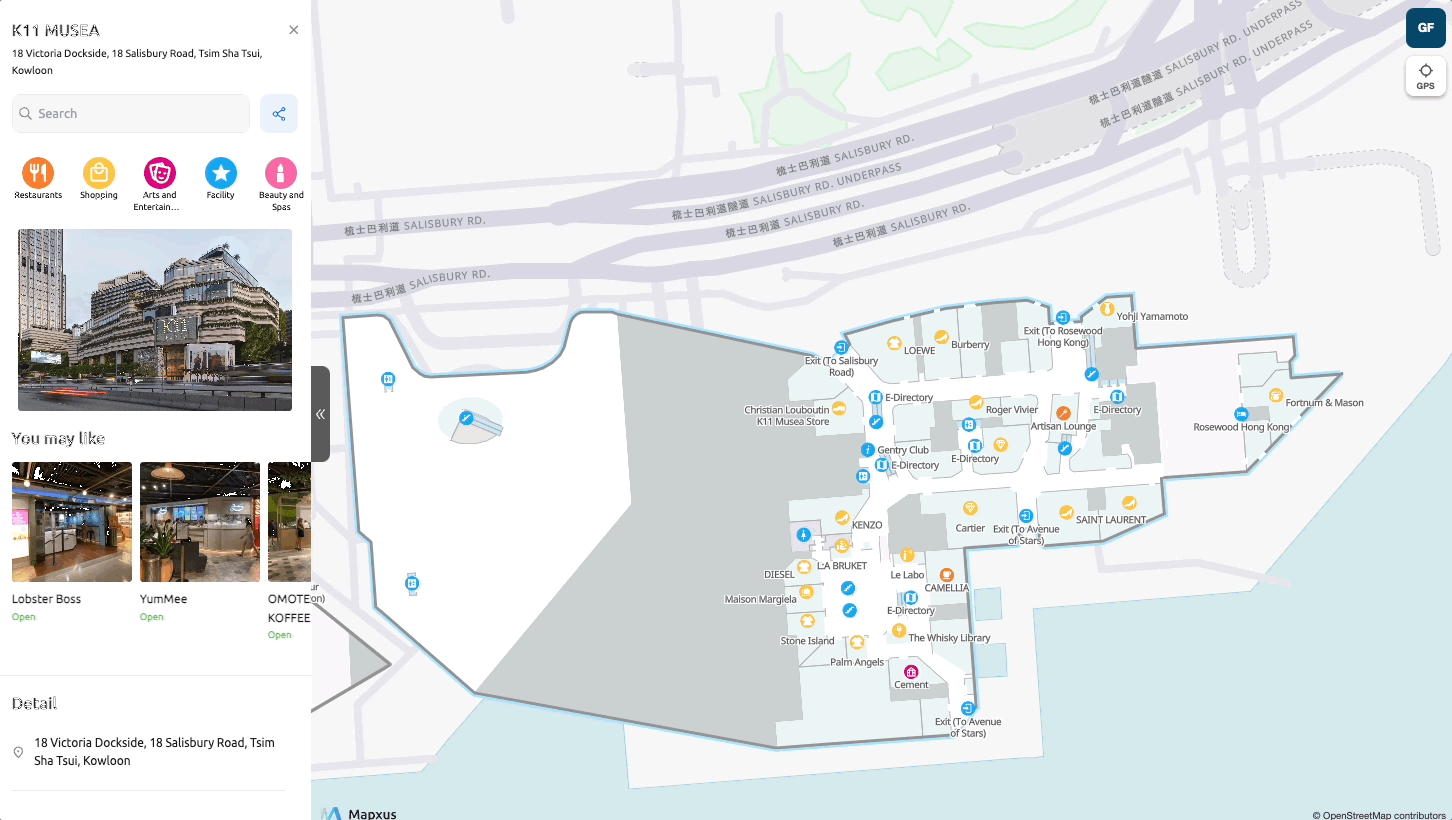 K11 MUSEA
18 Victoria Dockside, 18 Salisbury Road, Tsim Sha Tsui,
Kowloon
Search
Restaurants
Shopping
Arts and
Entertain...
Facility
Beauty and
Spas
K11
You may like
Lobster Boss
Open
YumMee
Open
OMOTE
KOFFEE
Open
Detail
18 Victoria Dockside, 18 Salisbury Road, Tsim
Sha Tsui, Kowloon
GF
GPS
梳士巴利道隧道 SALISBURY RD. UNDERPASS
梳士巴利道隧道 SALISBURY RD. UNDERPASS
梳士巴利道 SALISBURY RD.
梳士巴利道隧道 SALISBURY RD. UNDERPASS
梳士巴利道 SALISBURY RD.
梳士巴利道 SALISBURY RD.
梳士巴利道 SALISBURY RD.
梳士巴利道 SALISBURY RD.
Yohji Yamamoto
Exit (To Rosewood
Hong Kong)
Burberry
LOEWE
Exit (To Salisbury
Road)
E-Directory
Christian Louboutin
K11 Musea Store
Roger Vivier
E-Directory
Fortnum & Mason
Artisan Lounge
Rosewood Hong Kong
Gentry Club
E-Directory
E-Directory
Cartier
SAINT LAURENT
Exit (To Avenue
of Stars)
KENZO
L:A BRUKET
DIESEL
Le Labo
CAMELLIA
Maison Margiela
E-Directory
Stone Island
The Whisky Library
Palm Angels
Cement
Exit (To Avenue
of Stars)
ur
on)
Mapxus
© OpenStreetMap contributors